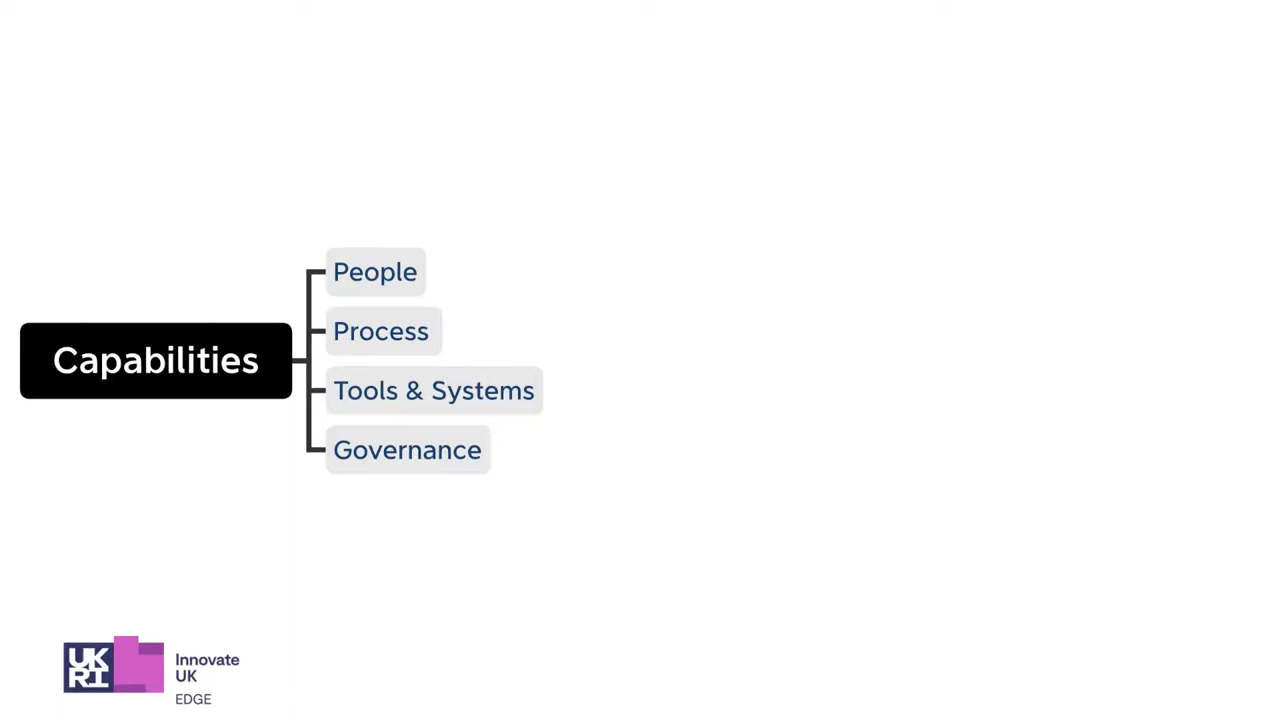 Capabilities
People
Process
Tools & Systems
Governance
UK
RI
Innovate
UK
EDGE